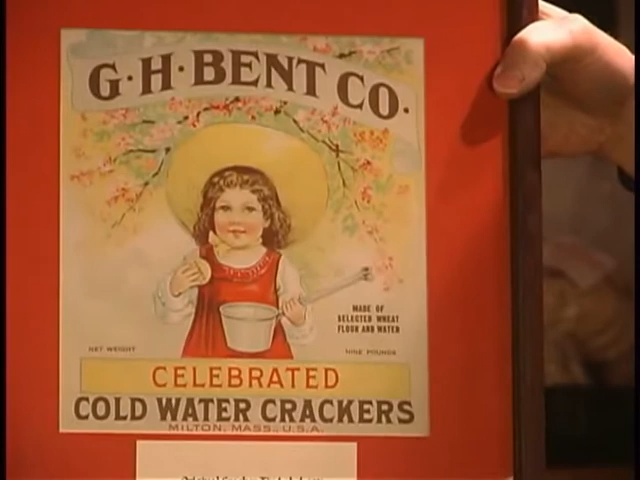 G·H·BENT CO.
MADE OF
SELECTED WHEAT
FLOUR AND WATER
NET WEIGHT
NINE POUNDS
CELEBRATED
COLD WATER CRACKERS
MILTON, MASS., U.S.A.